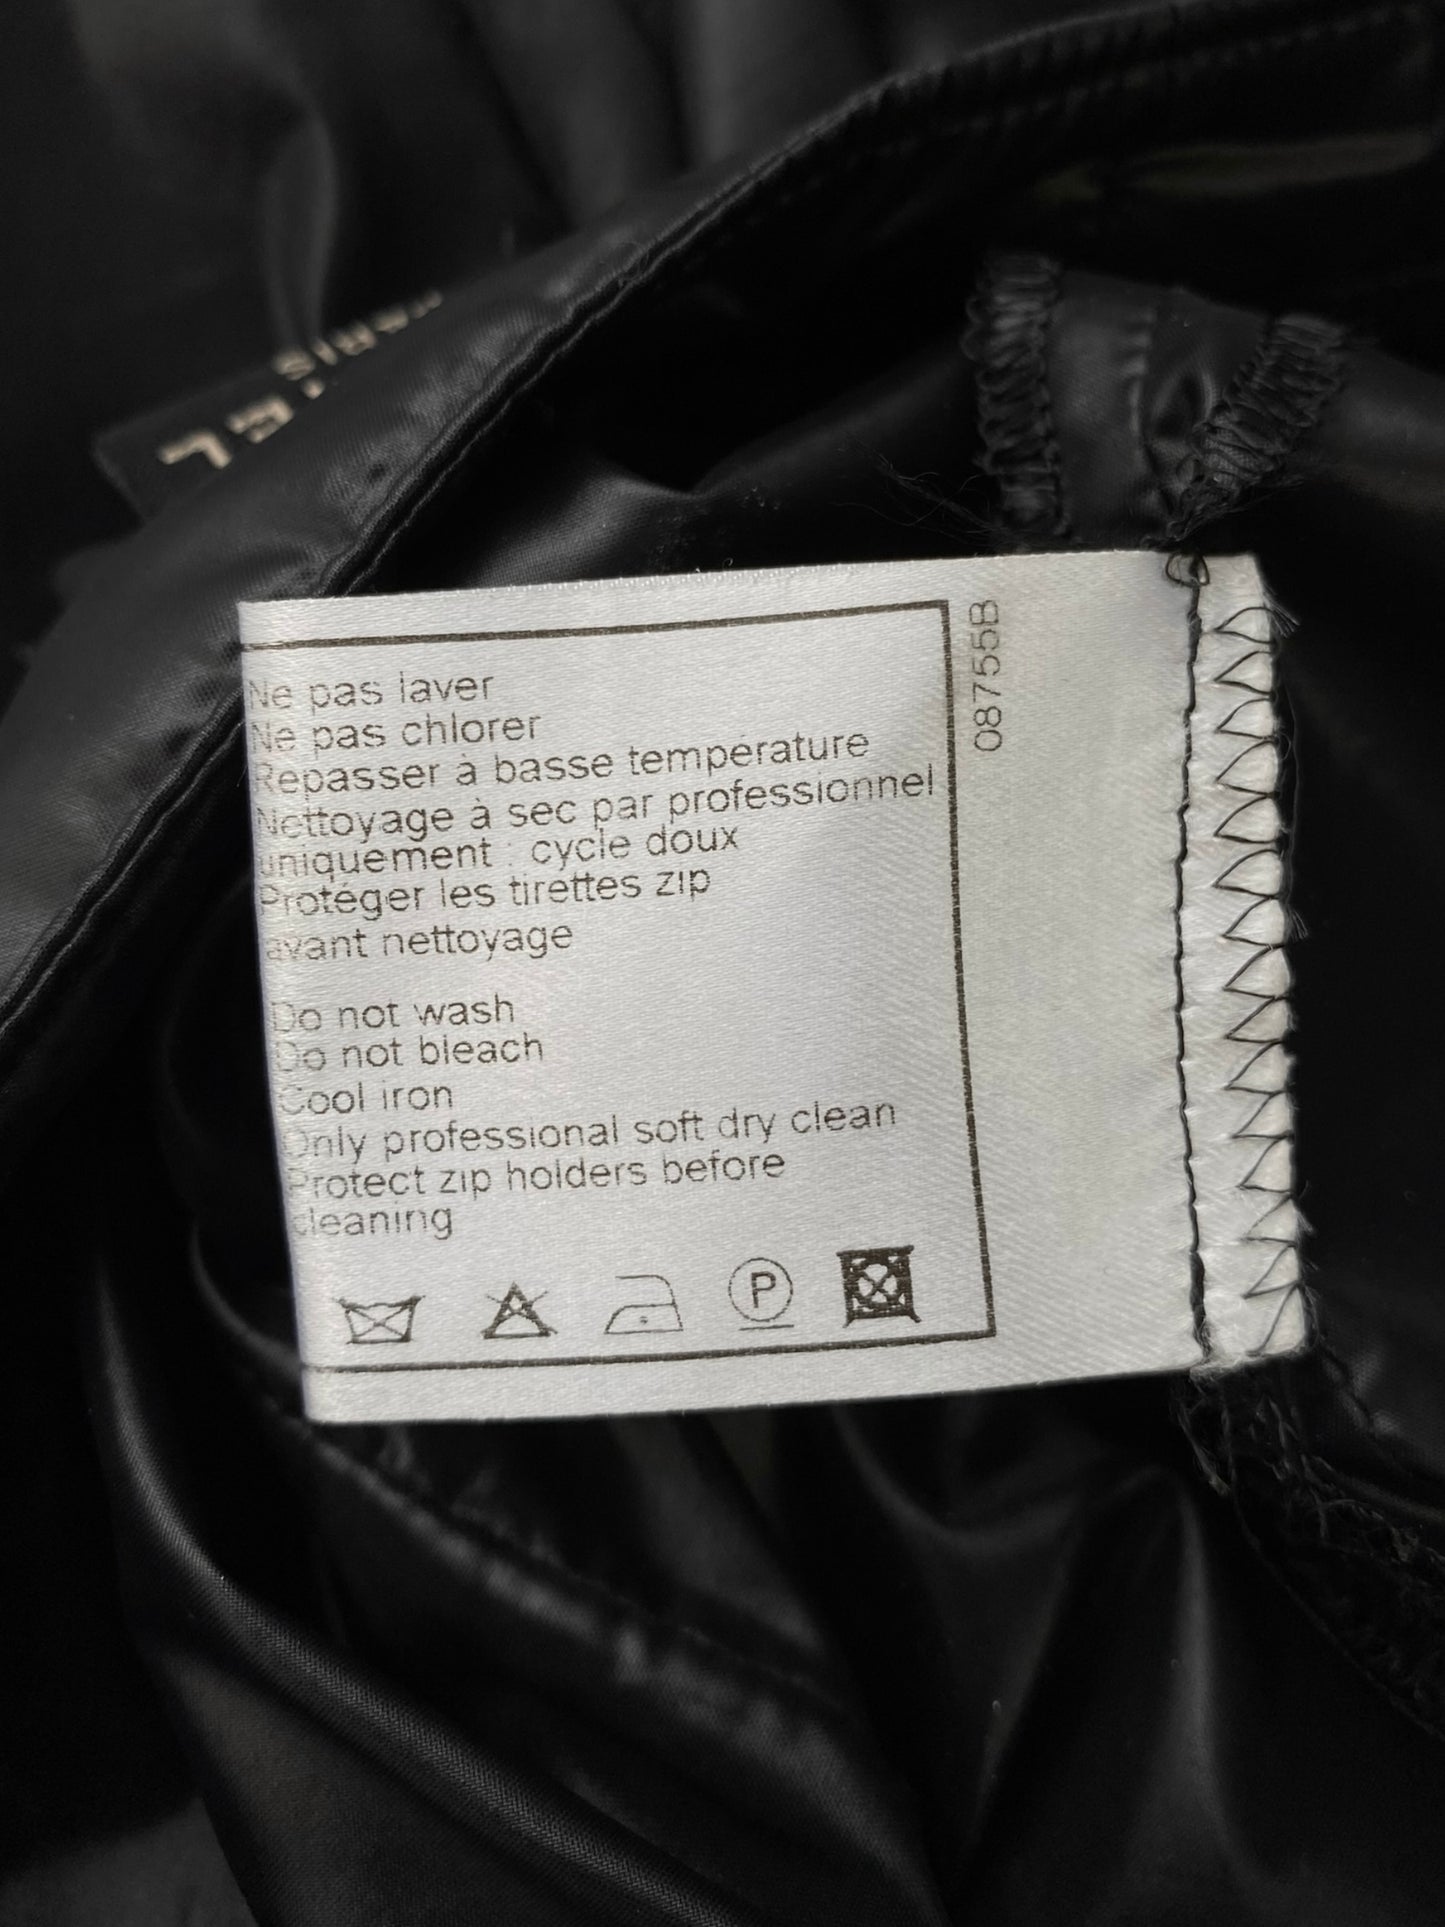 Ne pas laver
Ne pas chlorer
Repasser à basse température
Nettoyage à sec par professionnel
uniquement : cycle doux
Protéger les tirettes zip
avant nettoyage
Do not wash
Do not bleach
Cool iron
Only professional soft dry clean
Protect zip holders before
cleaning
P
08755B